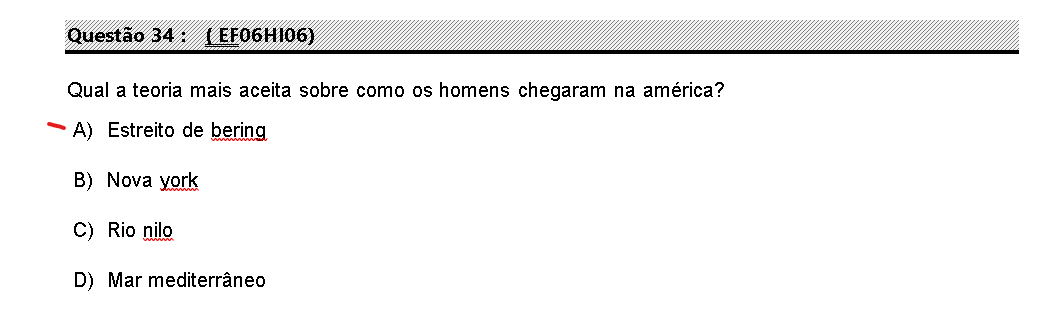 Questão 34 : ( EF06HI06)
Qual a teoria mais aceita sobre como os homens chegaram na américa?
A) Estreito de bering
B) Nova york
C) Rio nilo
D) Mar mediterrâneo